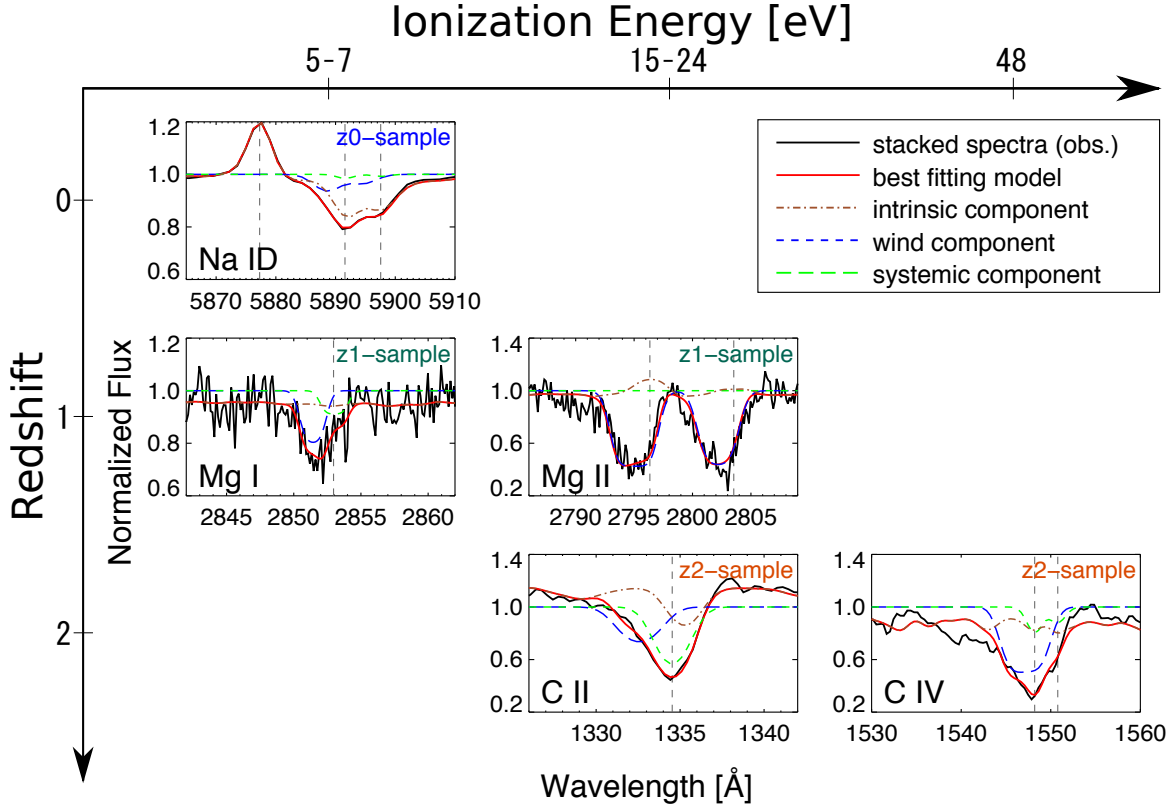 Ionization Energy [eV]
5-7
15-24
48
Redshift
0
1
2
Normalized Flux
Wavelength [Å]
stacked spectra (obs.)
best fitting model
intrinsic component
wind component
systemic component
z0-sample
1.2
1.0
0.8
0.6
Na ID
5870 5880 5890 5900 5910
z1-sample
1.2
1.0
0.8
0.6
Mg I
2845 2850 2855 2860
z1-sample
1.4
1.0
0.6
0.2
Mg II
2790 2795 2800 2805
z2-sample
1.4
1.0
0.6
0.2
C II
1330 1335 1340
z2-sample
1.4
1.0
0.6
0.2
C IV
1530 1540 1550 1560